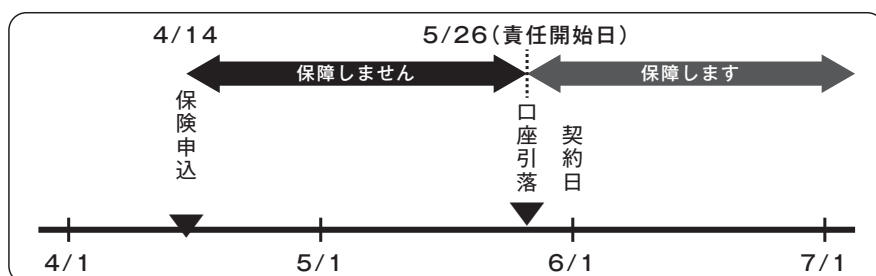 4/14
5/26(責任開始日)
保障しません
保障します
保険申込
口座引落
契約日
4/1
5/1
6/1
7/1